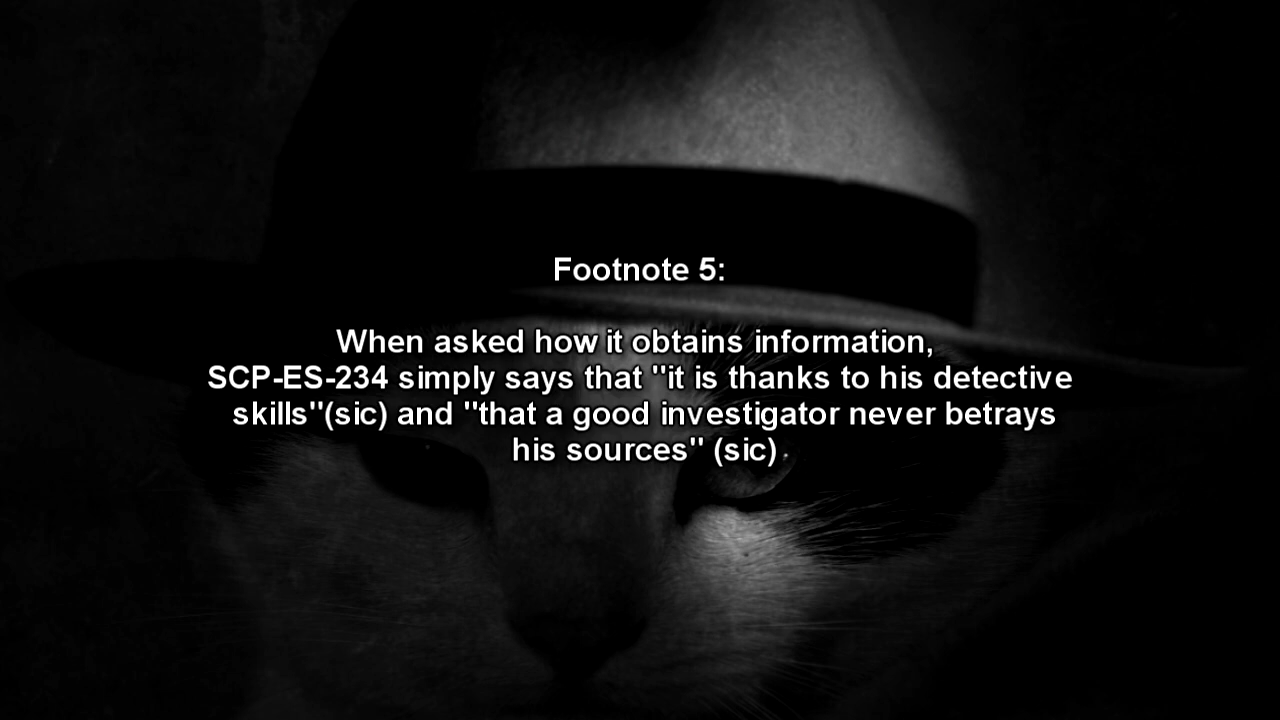 Footnote 5:
When asked how it obtains information,
SCP-ES-234 simply says that "it is thanks to his detective
skills"(sic) and "that a good investigator never betrays
his sources" (sic)